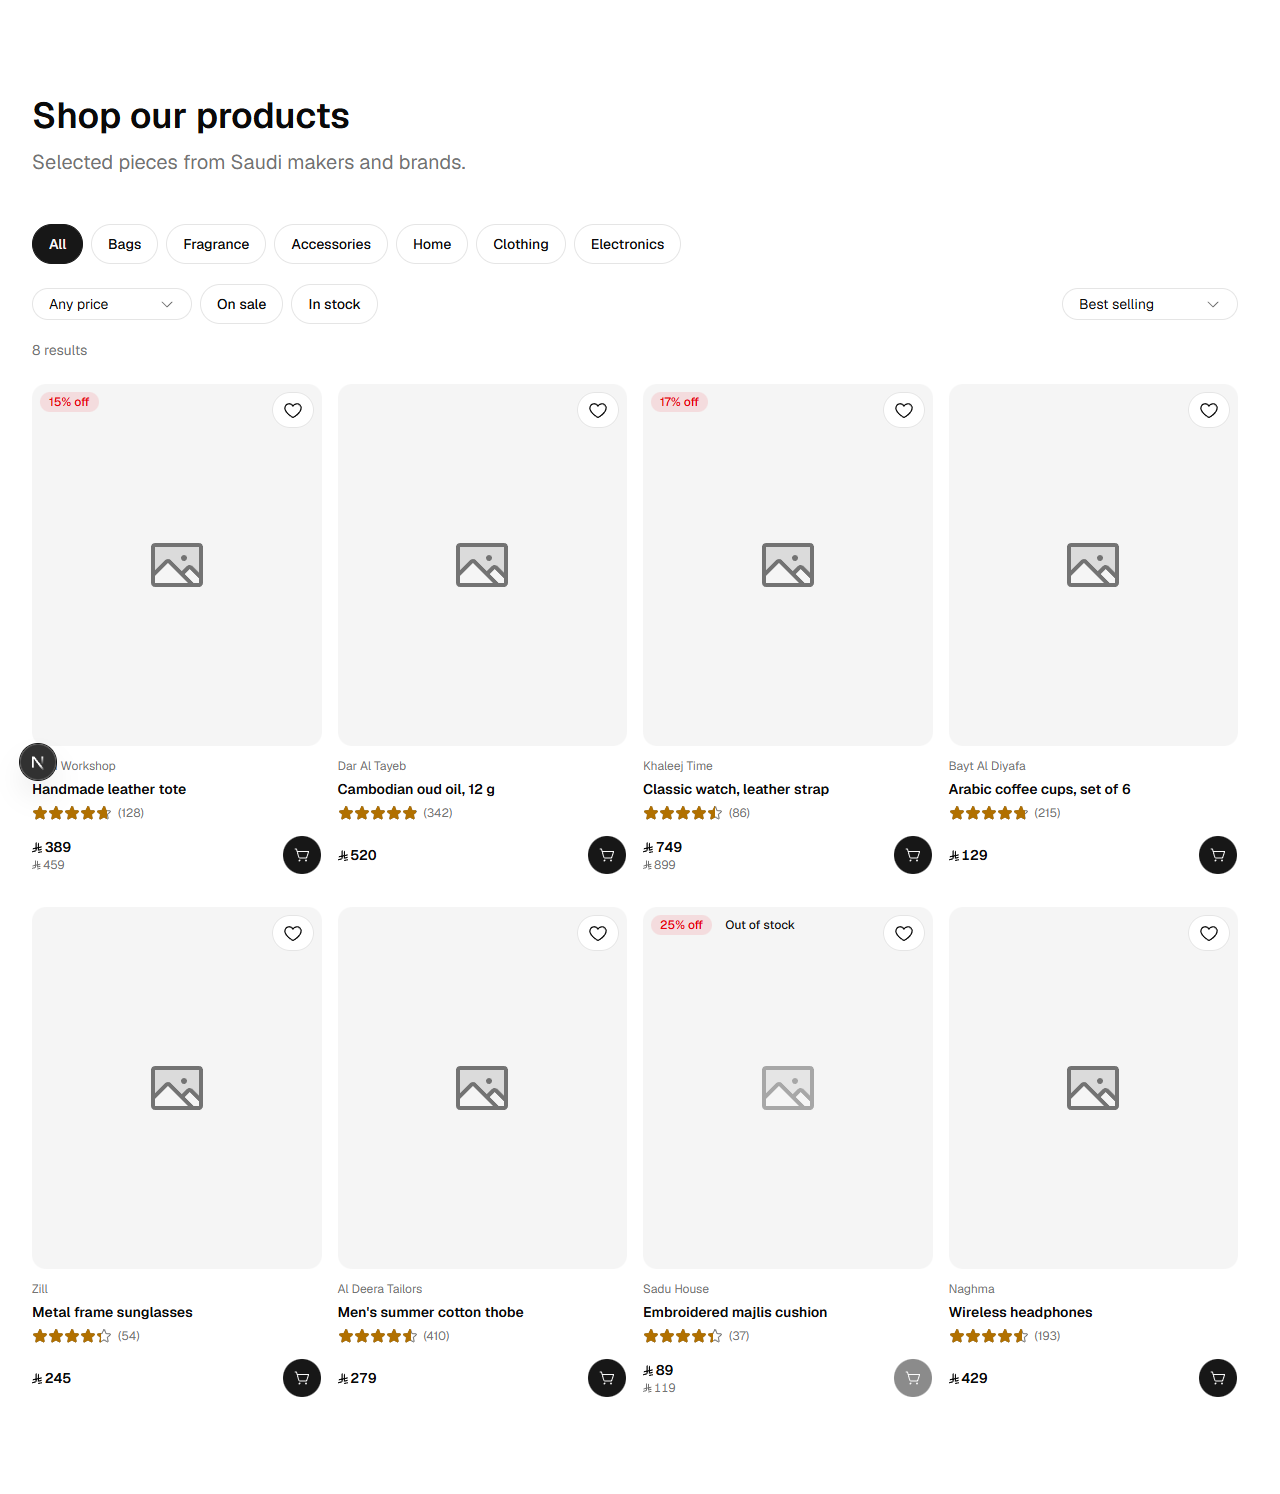 Shop our products
Selected pieces from Saudi makers and brands.
All
Bags
Fragrance
Accessories
Home
Clothing
Electronics
Any price
On sale
In stock
Best selling
8 results
15% off
17% off
N
Workshop
Handmade leather tote
(128)
389
459
Dar Al Tayeb
Cambodian oud oil, 12 g
(342)
520
Khaleej Time
Classic watch, leather strap
(86)
749
899
Bayt Al Diyafa
Arabic coffee cups, set of 6
(215)
129
25% off
Out of stock
Zill
Metal frame sunglasses
(54)
245
Al Deera Tailors
Men's summer cotton thobe
(410)
279
Sadu House
Embroidered majlis cushion
(37)
89
119
Naghma
Wireless headphones
(193)
429